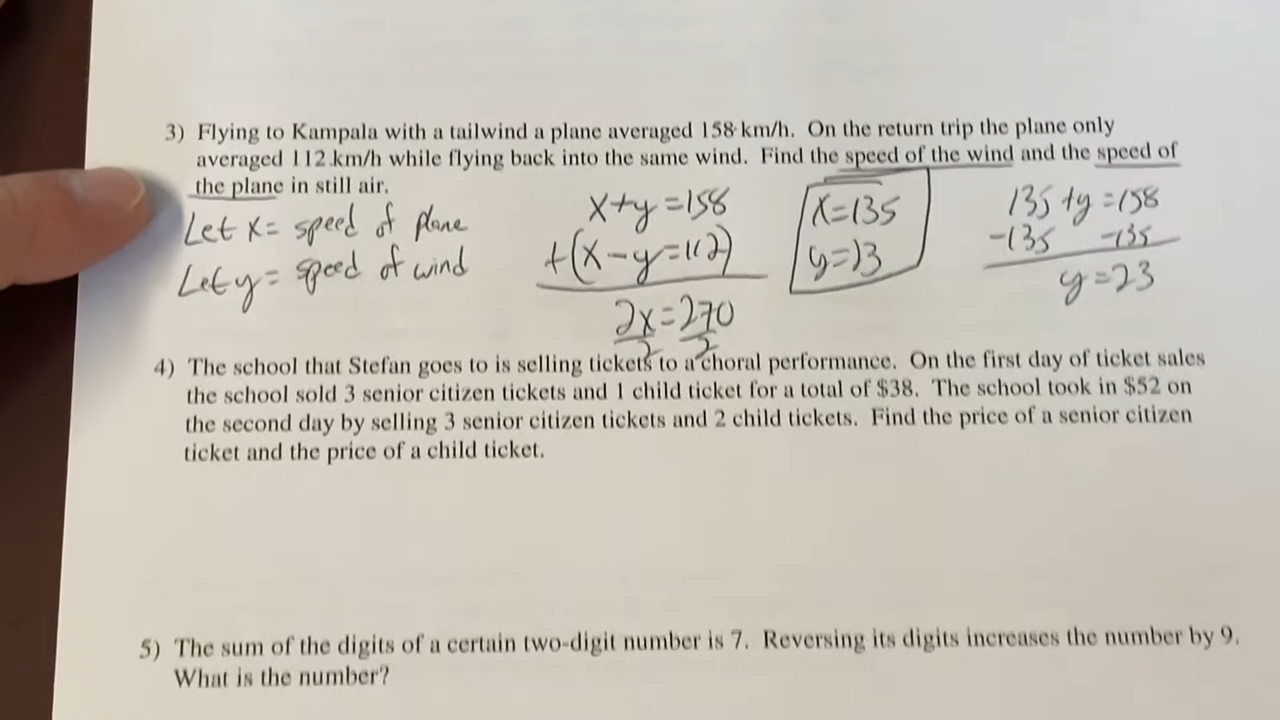 3) Flying to Kampala with a tailwind a plane averaged 158 km/h. On the return trip the plane only
averaged 112 km/h while flying back into the same wind. Find the speed of the wind and the speed of
the plane in still air.
Let x= speed of plane
Let y= speed of wind
x+y=158
+(x-y=112)
2x=270
2 2
x=135
y=23
135+y=158
-135 -135
y=23
4) The school that Stefan goes to is selling tickets to a choral performance. On the first day of ticket sales
the school sold 3 senior citizen tickets and 1 child ticket for a total of $38. The school took in $52 on
the second day by selling 3 senior citizen tickets and 2 child tickets. Find the price of a senior citizen
ticket and the price of a child ticket.
5) The sum of the digits of a certain two-digit number is 7. Reversing its digits increases the number by 9.
What is the number?